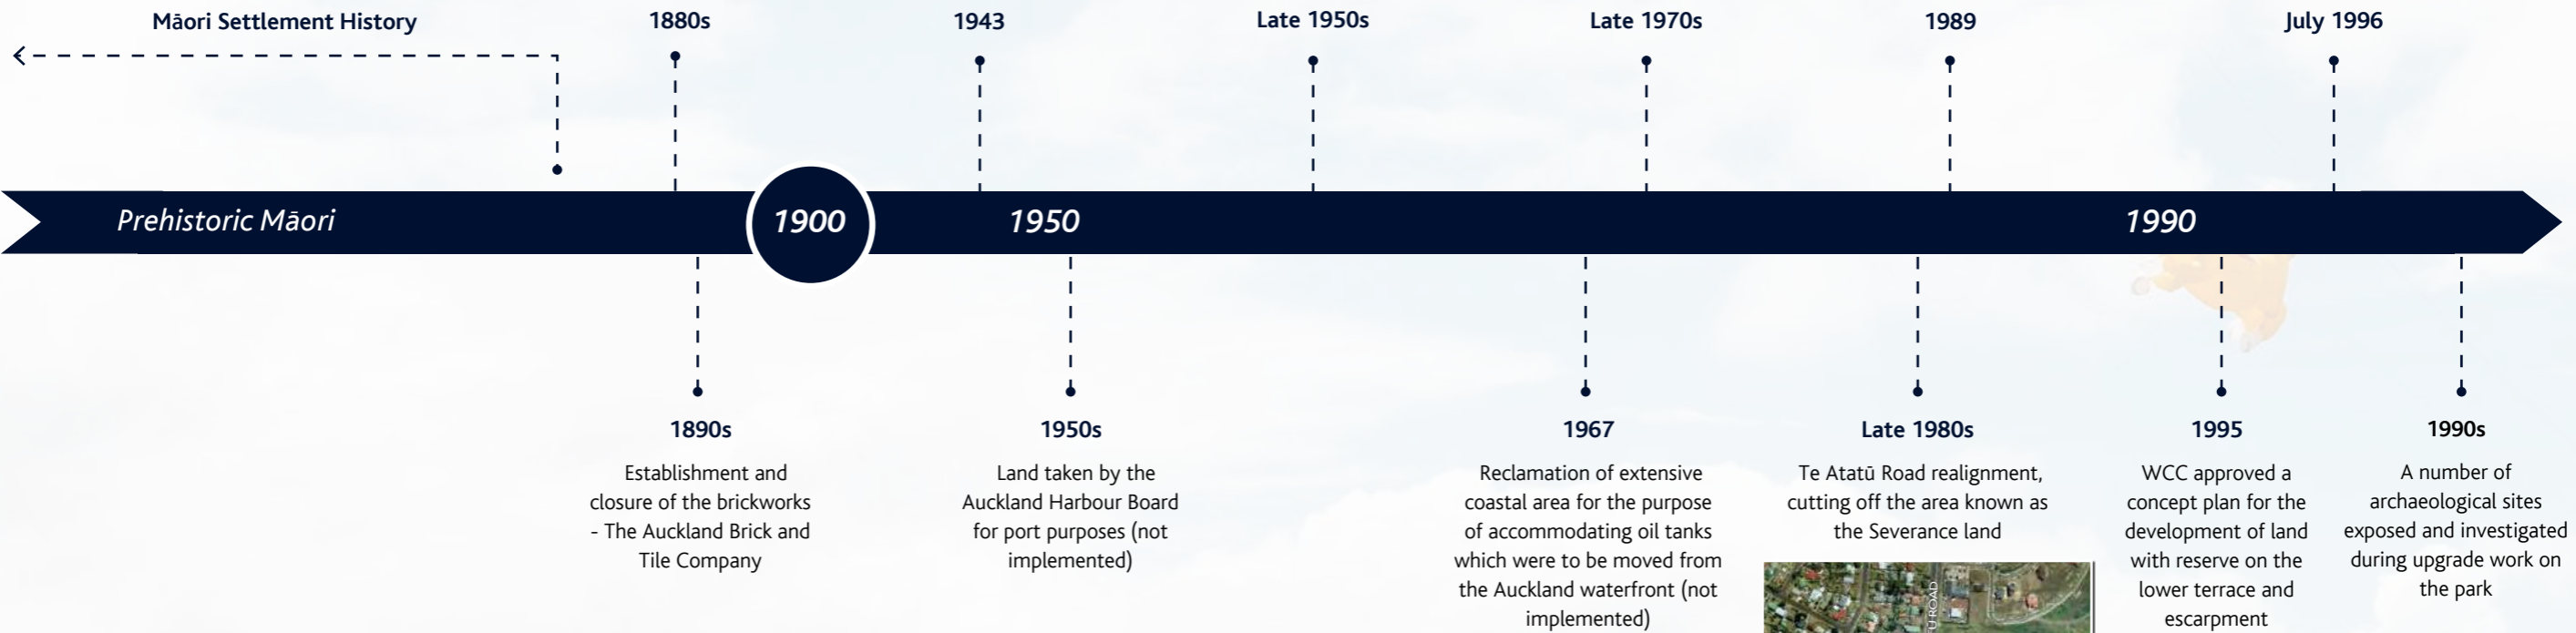 Māori Settlement History
1880s
1943
Late 1950s
Late 1970s
1989
July 1996
Prehistoric Māori
1900
1950
1990
1890s
Establishment and
closure of the brickworks
- The Auckland Brick and
Tile Company
1950s
Land taken by the
Auckland Harbour Board
for port purposes (not
implemented)
1967
Reclamation of extensive
coastal area for the purpose
of accommodating oil tanks
which were to be moved from
the Auckland waterfront (not
implemented)
Late 1980s
Te Atatū Road realignment,
cutting off the area known as
the Severance land
U ROAD
1995
WCC approved a
concept plan for the
development of land
with reserve on the
lower terrace and
escarpment
1990s
A number of
archaeological sites
exposed and investigated
during upgrade work on
the park